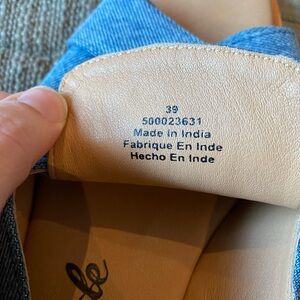 39
500023631
Made In India
Fabrique En Inde
Hecho En Inde